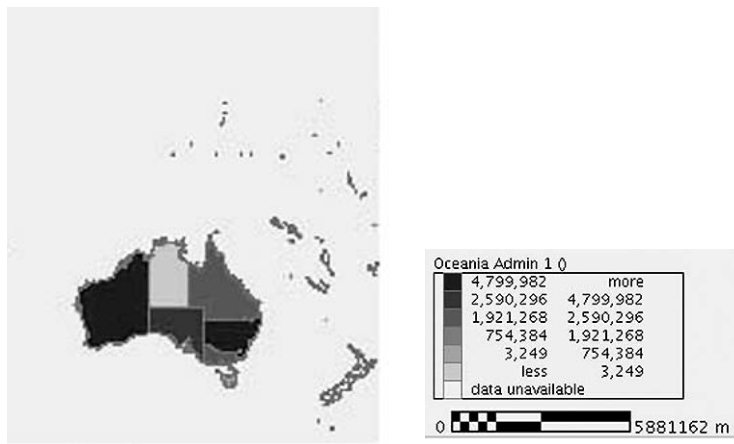 Oceania Admin 1 ()
4,799,982 more
2,590,296 4,799,982
1,921,268 2,590,296
754,384 1,921,268
3,249 754,384
less 3,249
data unavailable
0 5881162 m